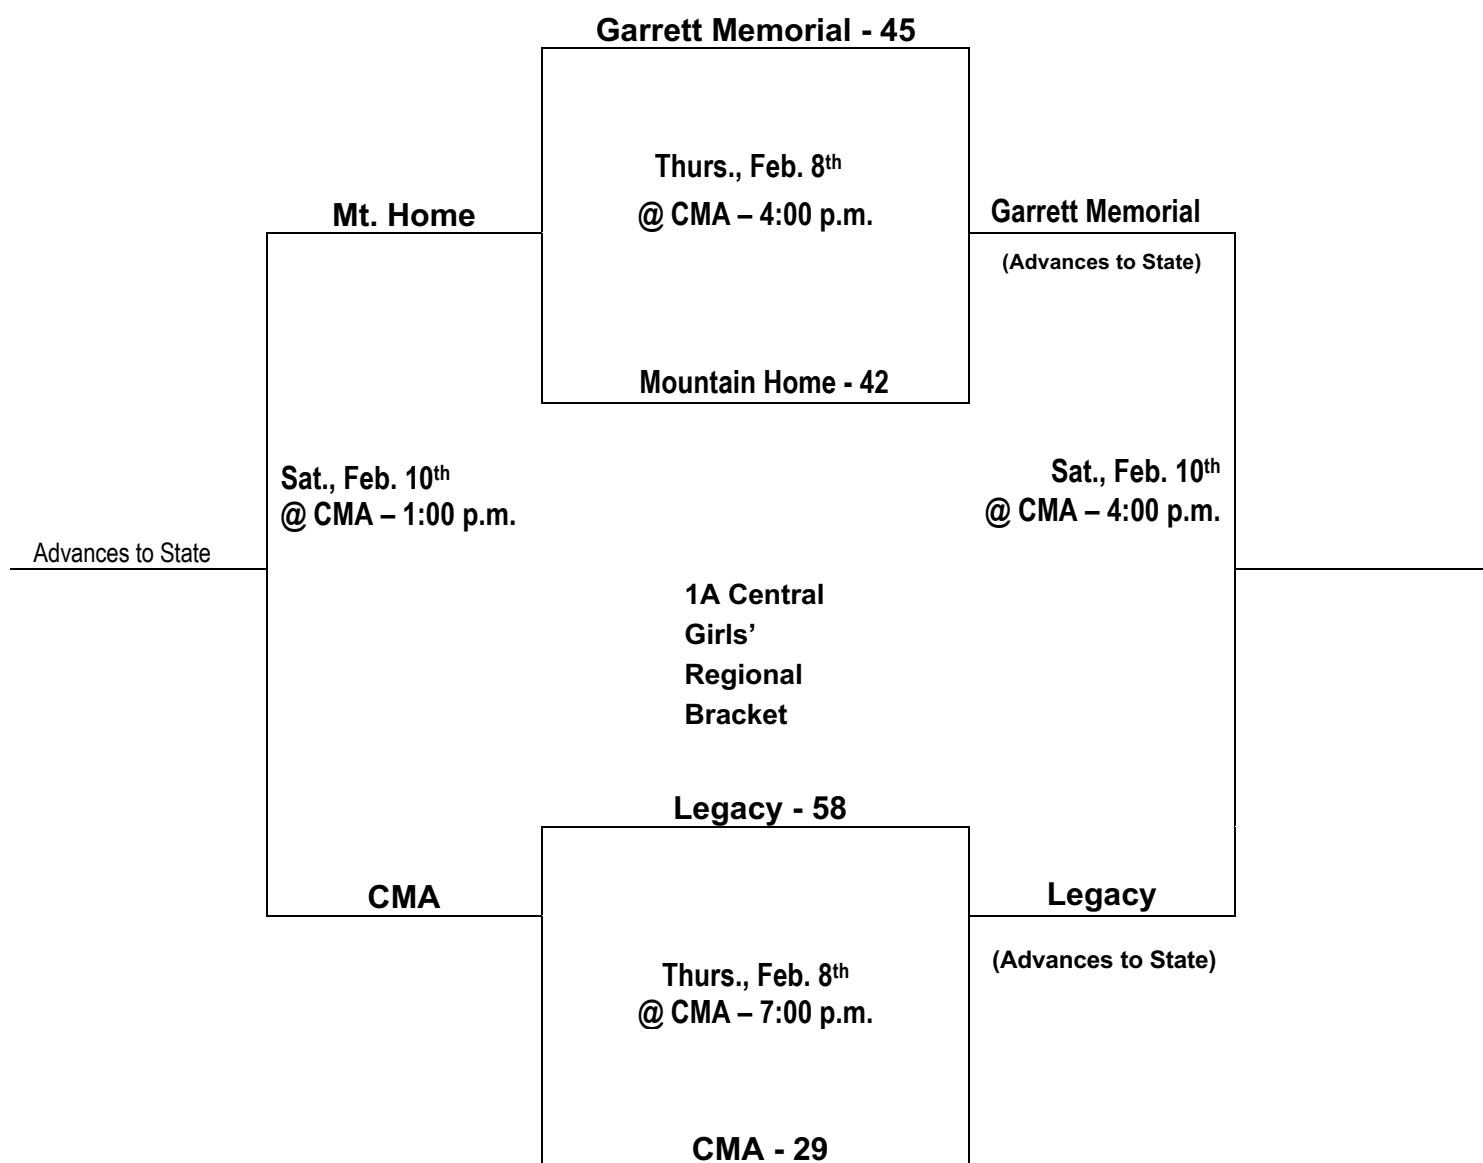 Garrett Memorial - 45
Thurs., Feb. 8th
@ CMA – 4:00 p.m.
Mt. Home
Garrett Memorial
(Advances to State)
Mountain Home - 42
Sat., Feb. 10th
@ CMA – 1:00 p.m.
Sat., Feb. 10th
@ CMA – 4:00 p.m.
Advances to State
1A Central
Girls’
Regional
Bracket
Legacy - 58
CMA
Legacy
(Advances to State)
Thurs., Feb. 8th
@ CMA – 7:00 p.m.
CMA - 29